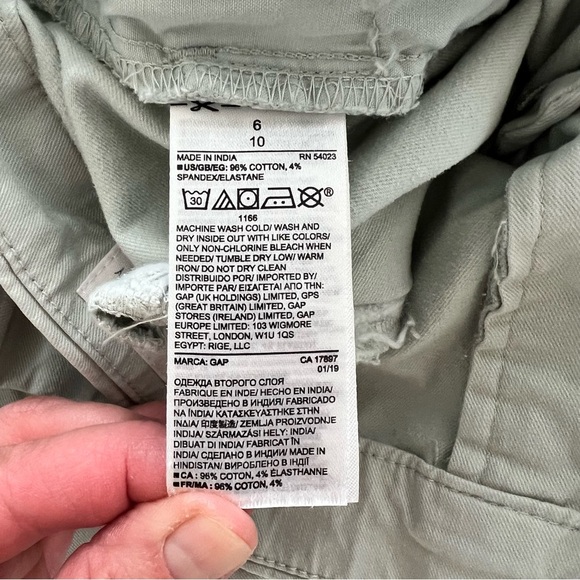 6
10
MADE IN INDIA RN 54023
■US/GB/EG: 96% COTTON, 4%
SPANDEX/ELASTANE
30 ®
1166
MACHINE WASH COLD/ WASH AND
DRY INSIDE OUT WITH LIKE COLORS/
ONLY NON-CHLORINE BLEACH WHEN
NEEDED/ TUMBLE DRY LOW/ WARM
IRON/ DO NOT DRY CLEAN
DISTRIBUIDO POR/ IMPORTED BY/
IMPORTE PAR/ ΕΙΣΑΓΕΤΑΙ ΑΠΟ ΤΗΝ:
GAP (UK HOLDINGS) LIMITED, GPS
(GREAT BRITAIN) LIMITED, GAP
STORES (IRELAND) LIMITED, GAP
EUROPE LIMITED: 103 WIGMORE
STREET, LONDON, W1U 1QS
EGYPT: RIGE, LLC
MARCA: GAP CA 17897
01/19
ОДЕЖДА ВТОРОГО СЛОЯ
FABRIQUE EN INDE/ HECHO EN INDIA/
ПРОИЗВЕДЕНО В ИНДИЯ/ FABRICADO
NA ÍNDIA/ ΚΑΤΑΣΚΕΥΑΣΤΗΚΕ ΣΤΗΝ
ΙΝΔΙΑ/ 印度製造/ ZEMLJA PROIZVODNJE
INDIJA/ SZÁRMAZÁSI HELY: INDIA/
DIBUAT DI INDIA/ FABRICAT ÎN
INDIA/ СДЕЛАНО В ИНДИИ/ MADE IN
HINDISTAN/ ВИРОБЛЕНО В ІНДІЇ
■CA : 96% COTTON, 4% ÉLASTHANNE
■FR/MA: 96% COTTON, 4%